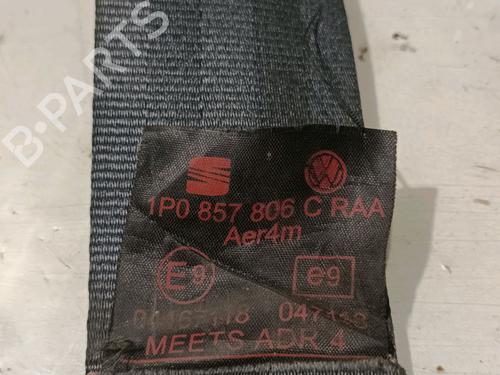 B-PARTS
1P0 857 806 C RAA
Aer4m
E9 e9
MEETS ADR 4